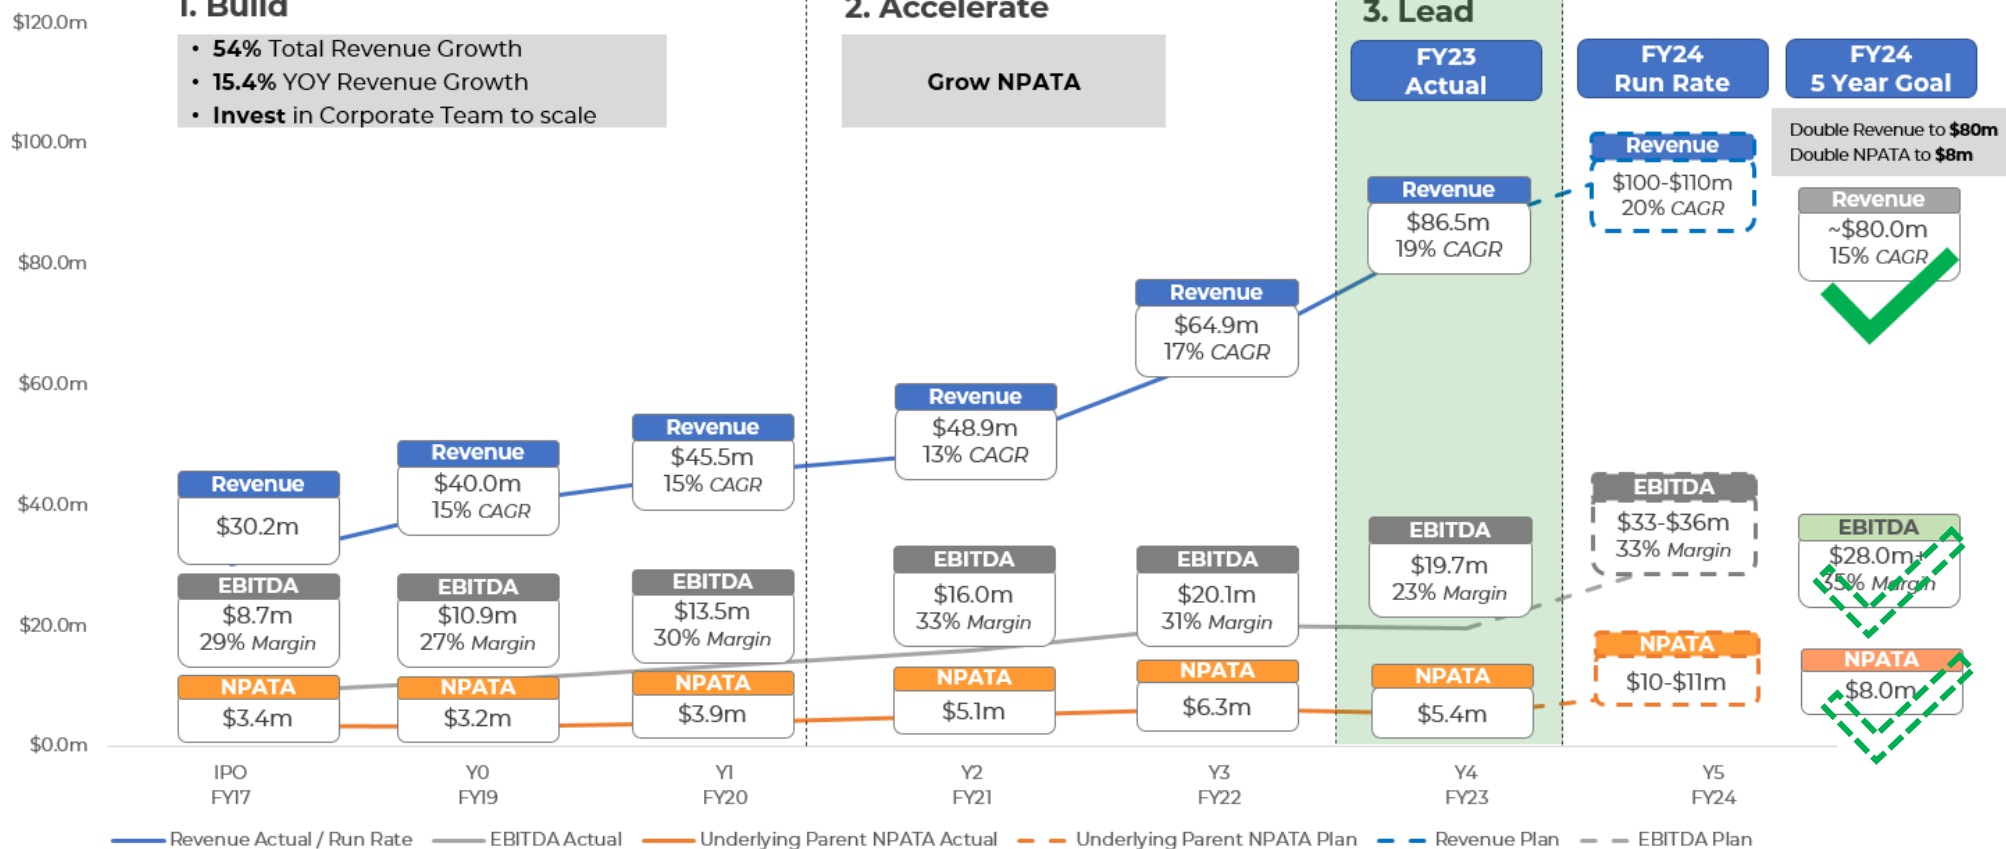 $120.0m
$100.0m
$80.0m
$60.0m
$40.0m
$20.0m
$0.0m
1. Build
• 54% Total Revenue Growth
• 15.4% YOY Revenue Growth
• Invest in Corporate Team to scale
2. Accelerate
Grow NPATA
3. Lead
FY23
Actual
FY24
Run Rate
FY24
5 Year Goal
Double Revenue to $80m
Double NPATA to $8m
Revenue
$30.2m
EBITDA
$8.7m
29% Margin
NPATA
$3.4m
Revenue
$40.0m
15% CAGR
EBITDA
$10.9m
27% Margin
NPATA
$3.2m
Revenue
$45.5m
15% CAGR
EBITDA
$13.5m
30% Margin
NPATA
$3.9m
Revenue
$48.9m
13% CAGR
EBITDA
$16.0m
33% Margin
NPATA
$5.1m
Revenue
$64.9m
17% CAGR
EBITDA
$20.1m
31% Margin
NPATA
$6.3m
Revenue
$86.5m
19% CAGR
EBITDA
$19.7m
23% Margin
NPATA
$5.4m
Revenue
$100-$110m
20% CAGR
EBITDA
$33-$36m
33% Margin
NPATA
$10-$11m
Revenue
~$80.0m
15% CAGR
EBITDA
$28.0m+
35% Margin
NPATA
$8.0m
IPO
FY17
Y0
FY19
Y1
FY20
Y2
FY21
Y3
FY22
Y4
FY23
Y5
FY24
Revenue Actual / Run Rate
EBITDA Actual
Underlying Parent NPATA Actual
Underlying Parent NPATA Plan
Revenue Plan
EBITDA Plan